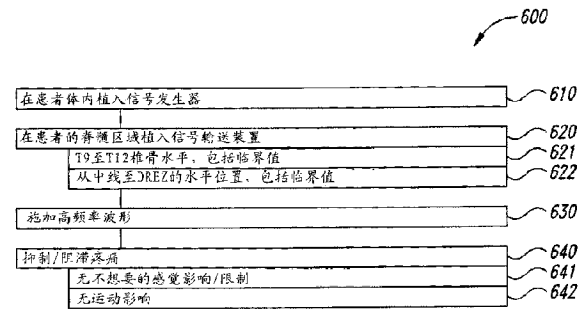 600
在患者体内植入信号发生器 610
在患者的脊髓区域植入信号输送装置 620
T9至T12椎骨水平、包括临界值 621
从中线至DREZ的水平位置、包括临界值 622
施加高频率波形 630
抑制/阻滞疼痛 640
无不想要的感觉影响/限制 641
无运动影响 642